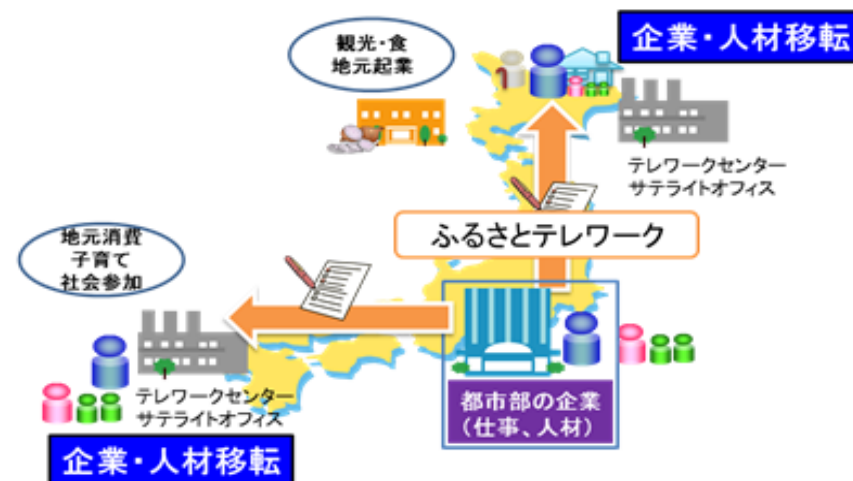 観光・食
地元起業
企業・人材移転
テレワークセンター
サテライトオフィス
ふるさとテレワーク
地元消費
子育て
社会参加
テレワークセンター
サテライトオフィス
企業・人材移転
都市部の企業
（仕事、人材）